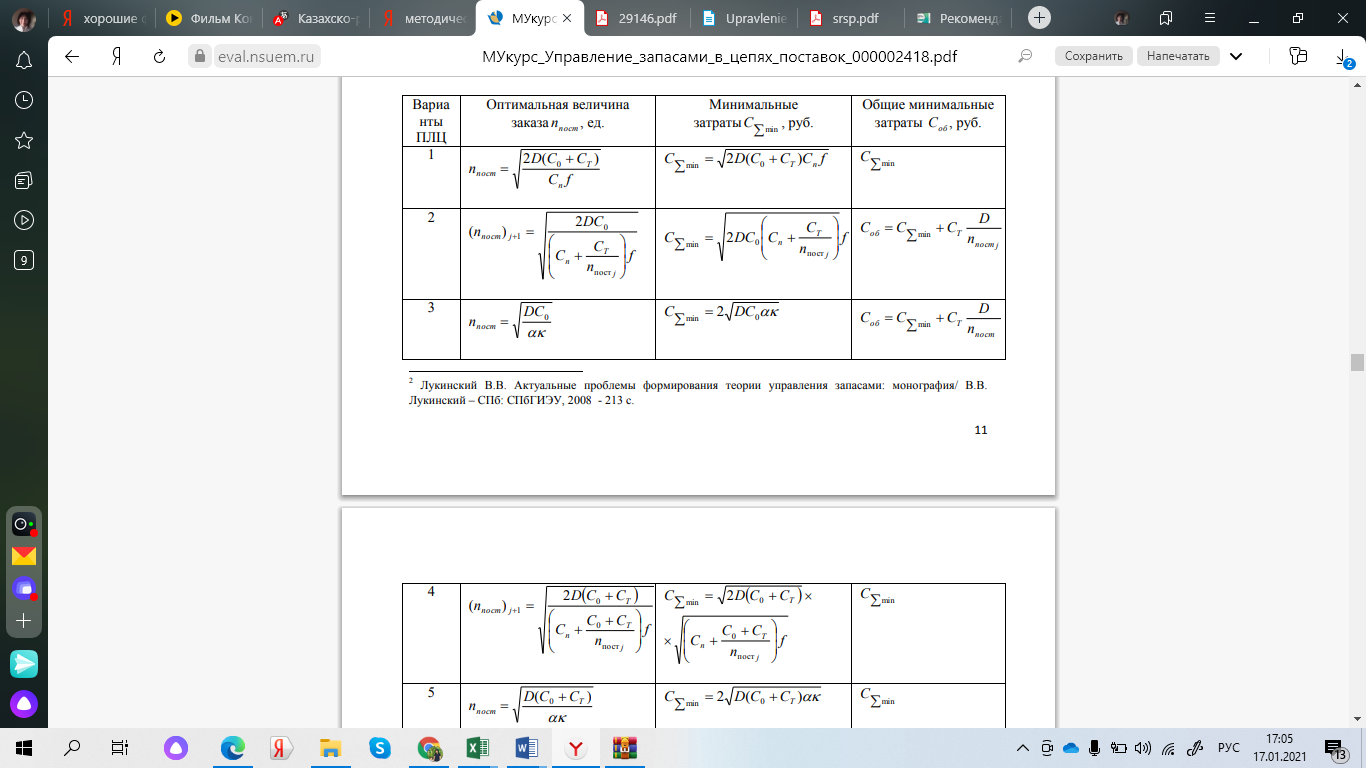 хорошие с
Фильм Ко
Казахско-р
методичес
МУкурс
29146.pdf
Upravlenie
srsp.pdf
Рекоменд
Я
eval.nsuem.ru
МУкурс_Управление_запасами_в_цепях_поставок_000002418.pdf
Сохранить
Напечатать
2
9
Вариа Оптимальная величина Минимальные Общие минимальные
нты заказа n_пост, ед. затраты C_∑min, руб. затраты C_об, руб.
ПЛЦ
1 n_пост = √(2D(C_0 + C_T) / (C_n f)) C_∑min = √(2D(C_0 + C_T)C_n f) C_∑min
2 (n_пост)_j+1 = √(2DC_0 / ((C_n + C_T / n_пост j) f)) C_∑min = √(2DC_0 (C_n + C_T / n_пост j)) f C_об = C_∑min + C_T D / n_пост j
3 n_пост = √(DC_0 / ακ) C_∑min = 2√(DC_0 ακ) C_об = C_∑min + C_T D / n_пост
2 Лукинский В.В. Актуальные проблемы формирования теории управления запасами: монография/ В.В.
Лукинский – СПб: СПбГИЭУ, 2008 - 213 с.
11
4 (n_пост)_j+1 = √(2D(C_0 + C_T) / ((C_n + (C_0 + C_T) / n_пост j) f)) C_∑min = √(2D(C_0 + C_T)) × C_∑min
× √((C_n + (C_0 + C_T) / n_пост j) f)
5 n_пост = √(D(C_0 + C_T) / ακ) C_∑min = 2√(D(C_0 + C_T)ακ) C_∑min
РУС
17:05
17.01.2021
13